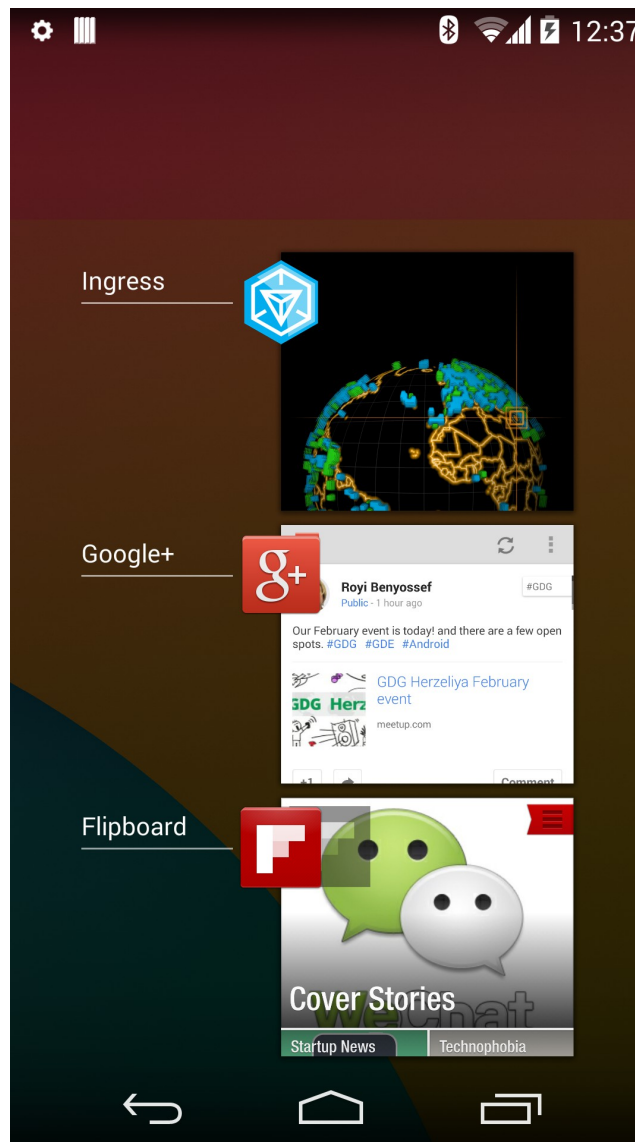 12:37
Ingress
Google+
g+
Royi Benyossef
#GDG
Public - 1 hour ago
Our February event is today! and there are a few open
spots. #GDG #GDE #Android
GDG Herzeliya February
event
GDG Herz
meetup.com
+1
Comment
Flipboard
Cover Stories
WeChat
Startup News
Technophobia